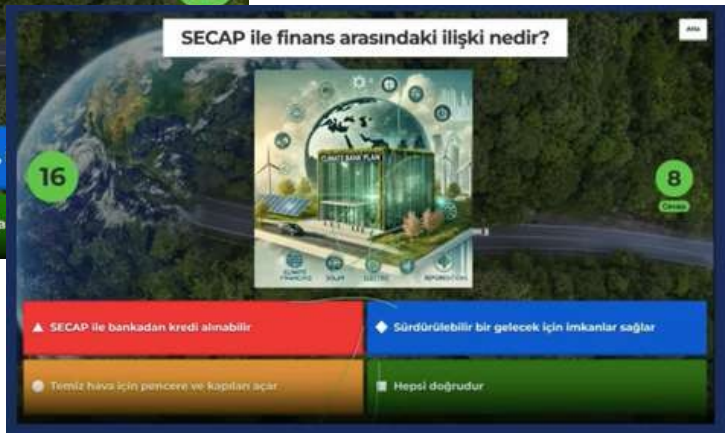 SECAP ile finans arasındaki ilişki nedir?
16
8
CLIMATE BANK PLAN
SECAP ile bankadan kredi alınabilir
Sürdürülebilir bir gelecek için imkanlar sağlar
Temiz hava için pencere ve kapıları açar
Hepsi doğrudur